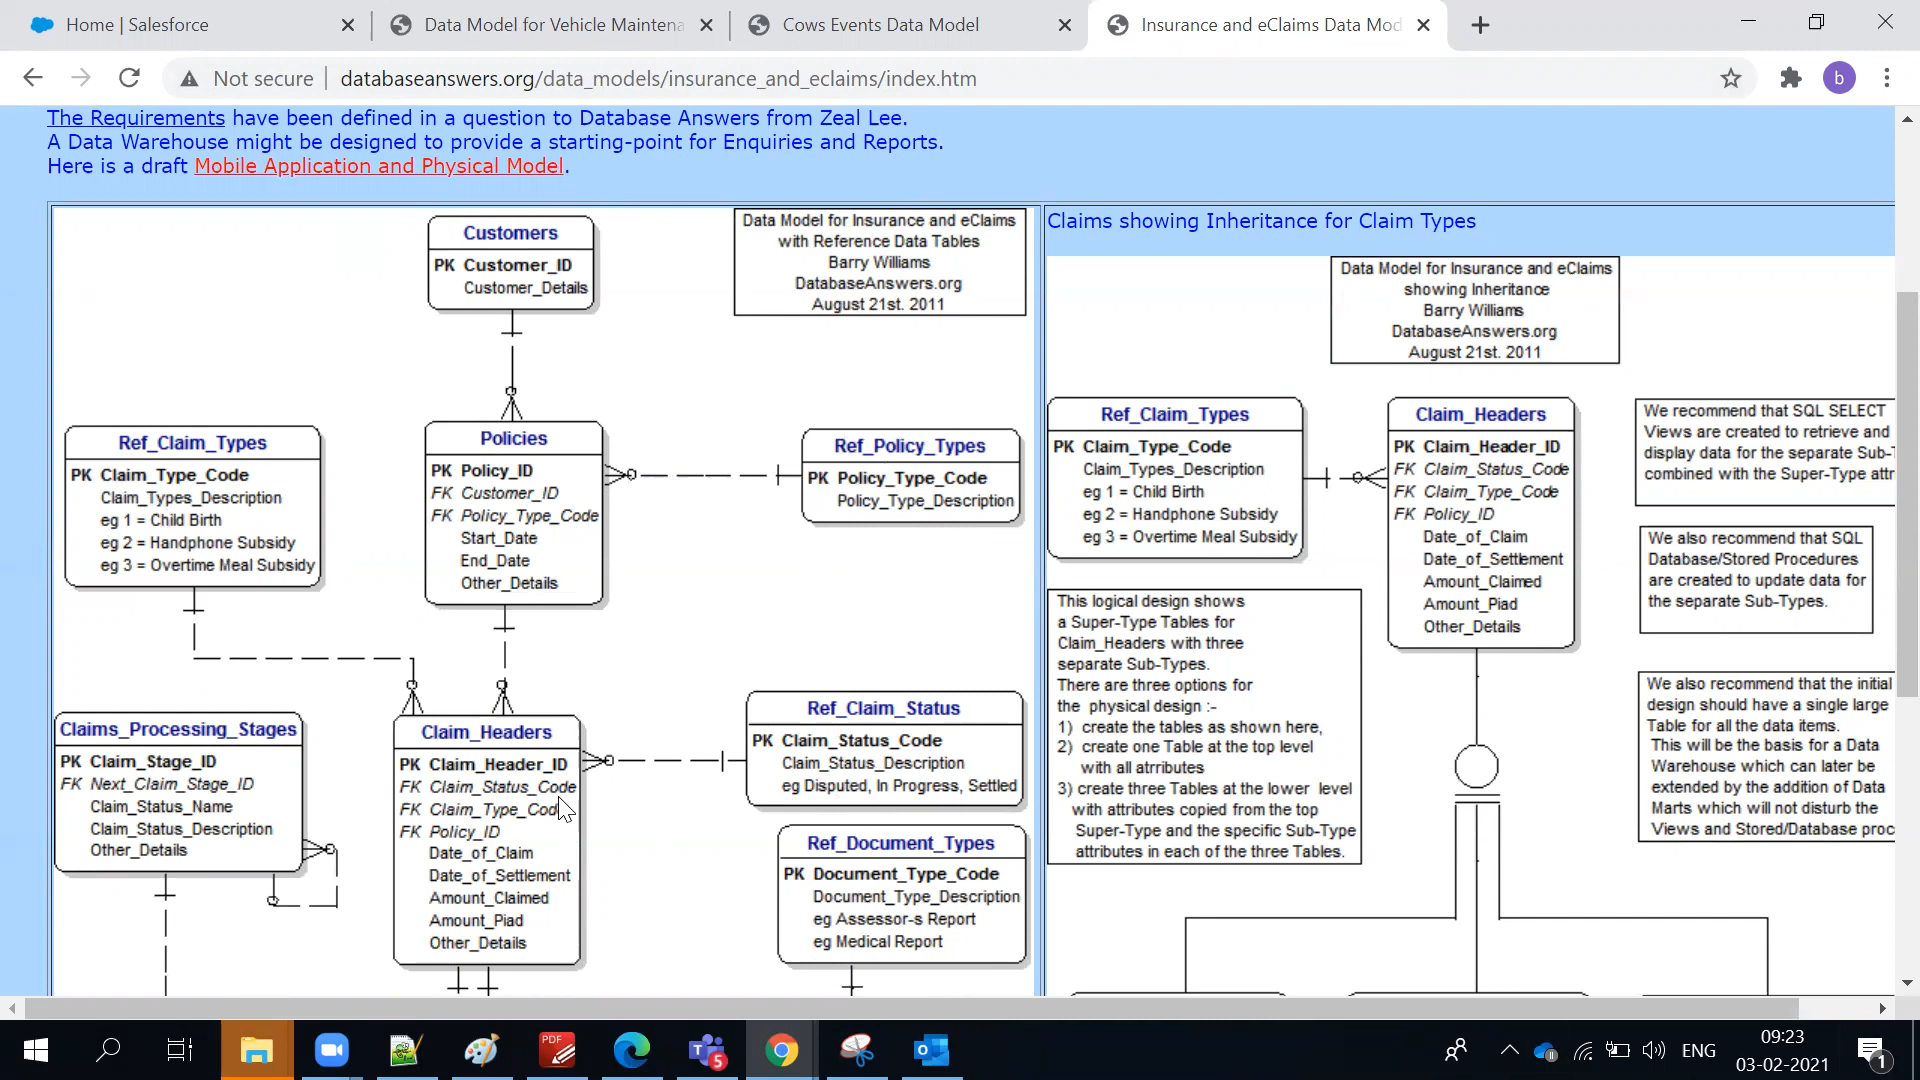 Home | Salesforce
Data Model for Vehicle Maintena
Cows Events Data Model
Insurance and eClaims Data Mod
Not secure
databaseanswers.org/data_models/insurance_and_eclaims/index.htm
b
The Requirements have been defined in a question to Database Answers from Zeal Lee.
A Data Warehouse might be designed to provide a starting-point for Enquiries and Reports.
Here is a draft Mobile Application and Physical Model.
Customers
PK Customer_ID
Customer_Details
Data Model for Insurance and eClaims
with Reference Data Tables
Barry Williams
DatabaseAnswers.org
August 21st. 2011
Ref_Claim_Types
PK Claim_Type_Code
Claim_Types_Description
eg 1 = Child Birth
eg 2 = Handphone Subsidy
eg 3 = Overtime Meal Subsidy
Policies
PK Policy_ID
FK Customer_ID
FK Policy_Type_Code
Start_Date
End_Date
Other_Details
Ref_Policy_Types
PK Policy_Type_Code
Policy_Type_Description
Claims_Processing_Stages
PK Claim_Stage_ID
FK Next_Claim_Stage_ID
Claim_Status_Name
Claim_Status_Description
Other_Details
Claim_Headers
PK Claim_Header_ID
FK Claim_Status_Code
FK Claim_Type_Cod
FK Policy_ID
Date_of_Claim
Date_of_Settlement
Amount_Claimed
Amount_Piad
Other_Details
Ref_Claim_Status
PK Claim_Status_Code
Claim_Status_Description
eg Disputed, In Progress, Settled
Ref_Document_Types
PK Document_Type_Code
Document_Type_Description
eg Assessor-s Report
eg Medical Report
Claims showing Inheritance for Claim Types
Data Model for Insurance and eClaims
showing Inheritance
Barry Williams
DatabaseAnswers.org
August 21st. 2011
Ref_Claim_Types
PK Claim_Type_Code
Claim_Types_Description
eg 1 = Child Birth
eg 2 = Handphone Subsidy
eg 3 = Overtime Meal Subsidy
Claim_Headers
PK Claim_Header_ID
FK Claim_Status_Code
FK Claim_Type_Code
FK Policy_ID
Date_of_Claim
Date_of_Settlement
Amount_Claimed
Amount_Piad
Other_Details
We recommend that SQL SELECT
Views are created to retrieve and
display data for the separate Sub-
combined with the Super-Type attr
We also recommend that SQL
Database/Stored Procedures
are created to update data for
the separate Sub-Types.
This logical design shows
a Super-Type Tables for
Claim_Headers with three
separate Sub-Types.
There are three options for
the physical design :-
1) create the tables as shown here,
2) create one Table at the top level
with all atrributes
3) create three Tables at the lower level
with attributes copied from the top
Super-Type and the specific Sub-Type
attributes in each of the three Tables.
We also recommend that the initial
design should have a single large
Table for all the data items.
This will be the basis for a Data
Warehouse which can later be
extended by the addition of Data
Marts which will not disturb the
Views and Stored/Database proc
PDF
5
ENG
09:23
03-02-2021
1